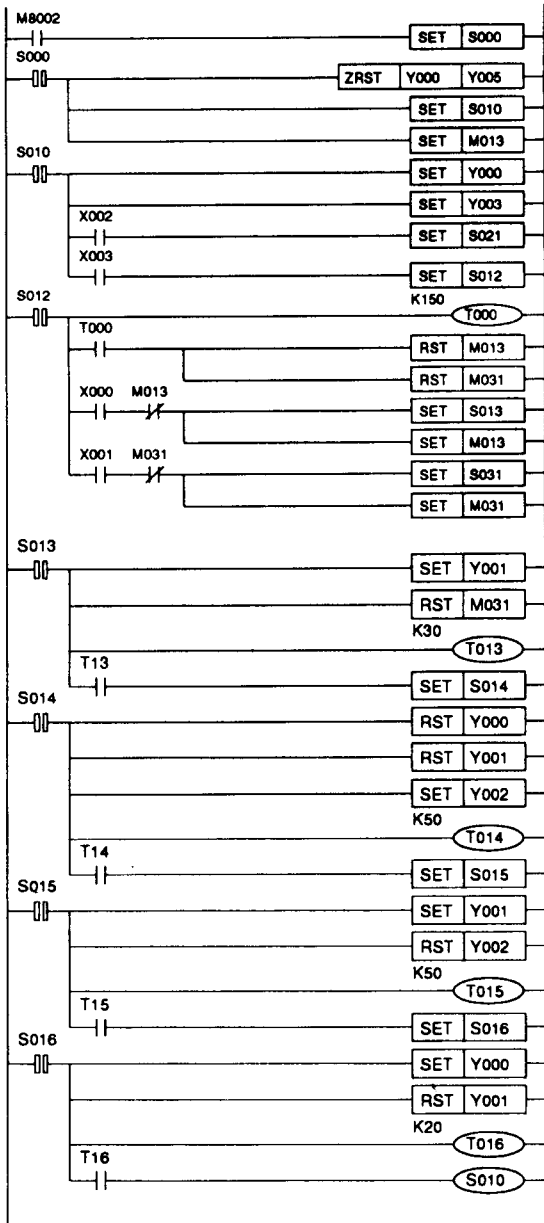 M8002
SET S000
S000
ZRST Y000 Y005
SET S010
SET M013
S010
SET Y000
SET Y003
X002
SET S021
X003
SET S012
S012
K150
T000
T000
RST M013
RST M031
X000 M013
SET S013
SET M013
X001 M031
SET S031
SET M031
S013
SET Y001
RST M031
K30
T013
T13
SET S014
S014
RST Y000
RST Y001
SET Y002
K50
T014
T14
SET S015
S015
SET Y001
RST Y002
K50
T015
T15
SET S016
S016
SET Y000
RST Y001
K20
T016
T16
S010